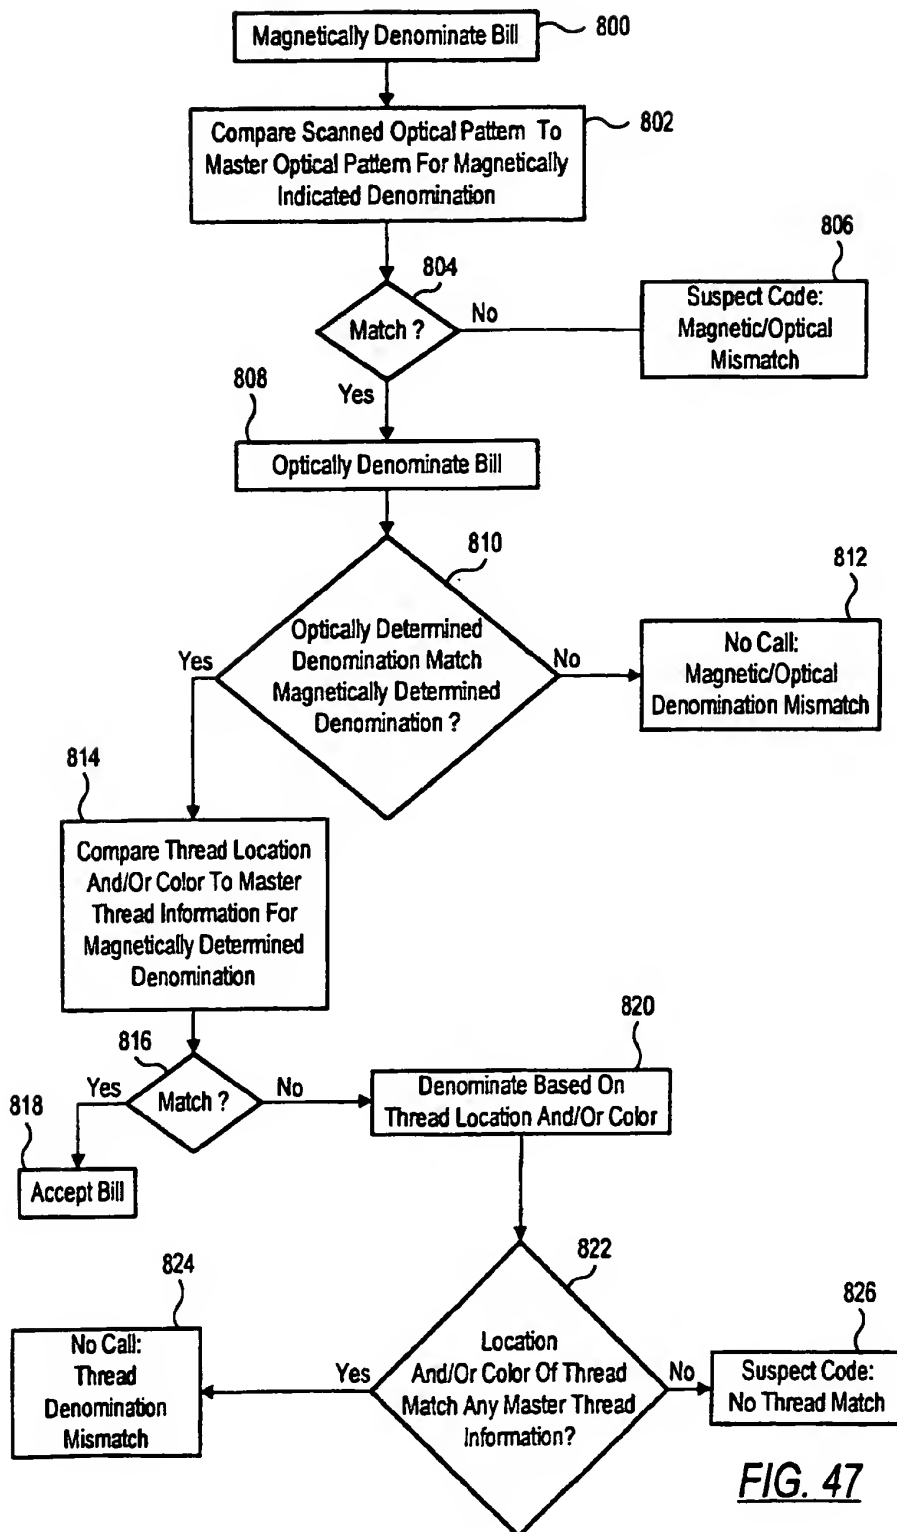 Magnetically Denominate Bill
800
Compare Scanned Optical Pattern To
Master Optical Pattern For Magnetically
Indicated Denomination
802
804
Match ?
No
Yes
806
Suspect Code:
Magnetic/Optical
Mismatch
808
Optically Denominate Bill
810
Optically Determined
Denomination Match
Magnetically Determined
Denomination ?
Yes
No
812
No Call:
Magnetic/Optical
Denomination Mismatch
814
Compare Thread Location
And/Or Color To Master
Thread Information For
Magnetically Determined
Denomination
816
Match ?
Yes
No
818
Accept Bill
820
Denominate Based On
Thread Location And/Or Color
822
Location
And/Or Color Of Thread
Match Any Master Thread
Information?
Yes
No
824
No Call:
Thread
Denomination
Mismatch
826
Suspect Code:
No Thread Match
FIG. 47